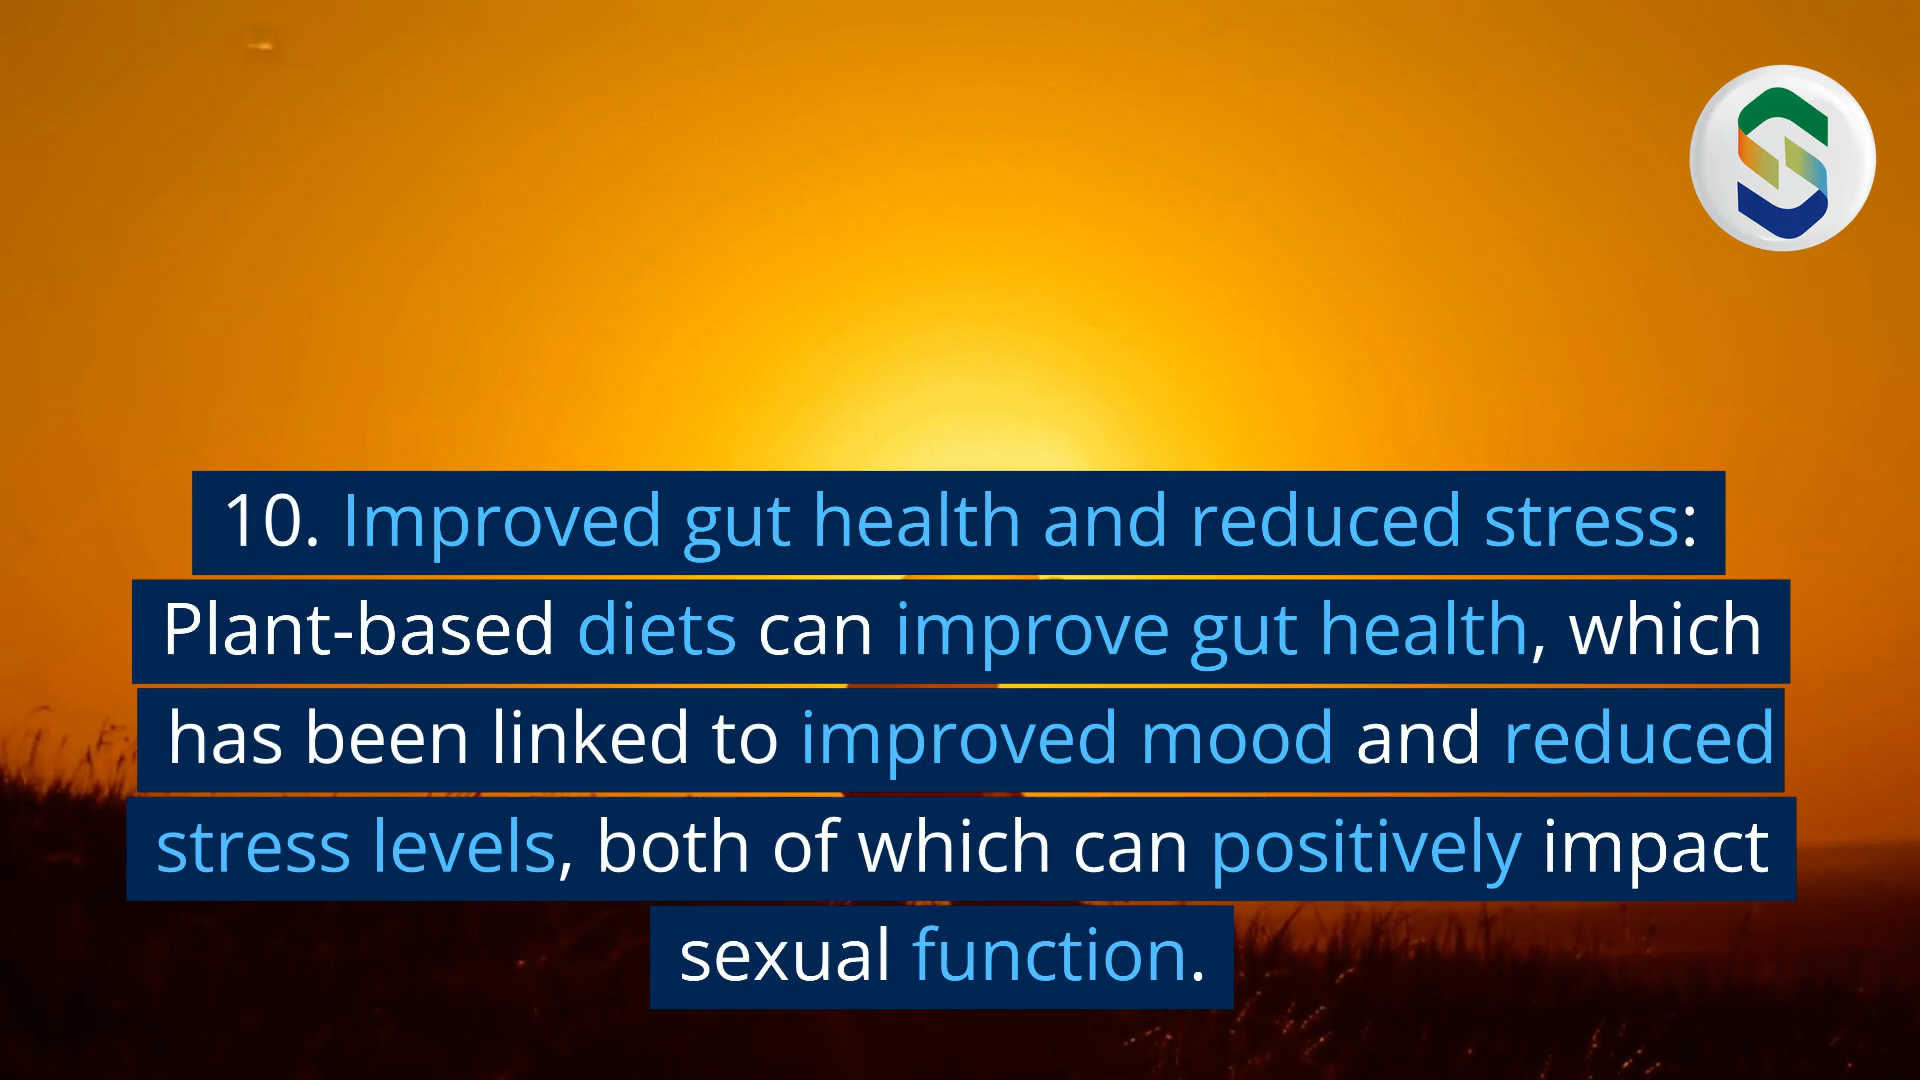 10. Improved gut health and reduced stress:
Plant-based diets can improve gut health, which
has been linked to improved mood and reduced
stress levels, both of which can positively impact
sexual function.